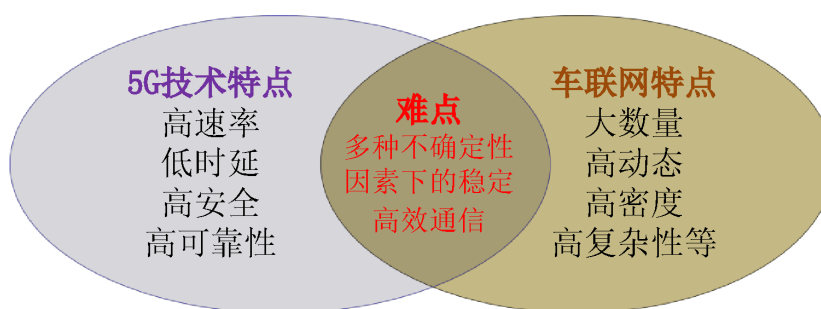 5G技术特点
高速率
低时延
高安全
高可靠性
难点
多种不确定性
因素下的稳定
高效通信
车联网特点
大数量
高动态
高密度
高复杂性等